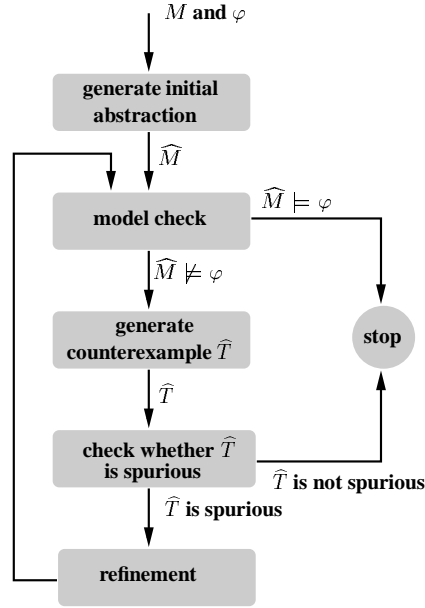 M and φ
generate initial
abstraction
M̂
model check
M̂ ⊨ φ
M̂ ⊭ φ
generate
counterexample T̂
stop
T̂
check whether T̂
is spurious
T̂ is not spurious
T̂ is spurious
refinement